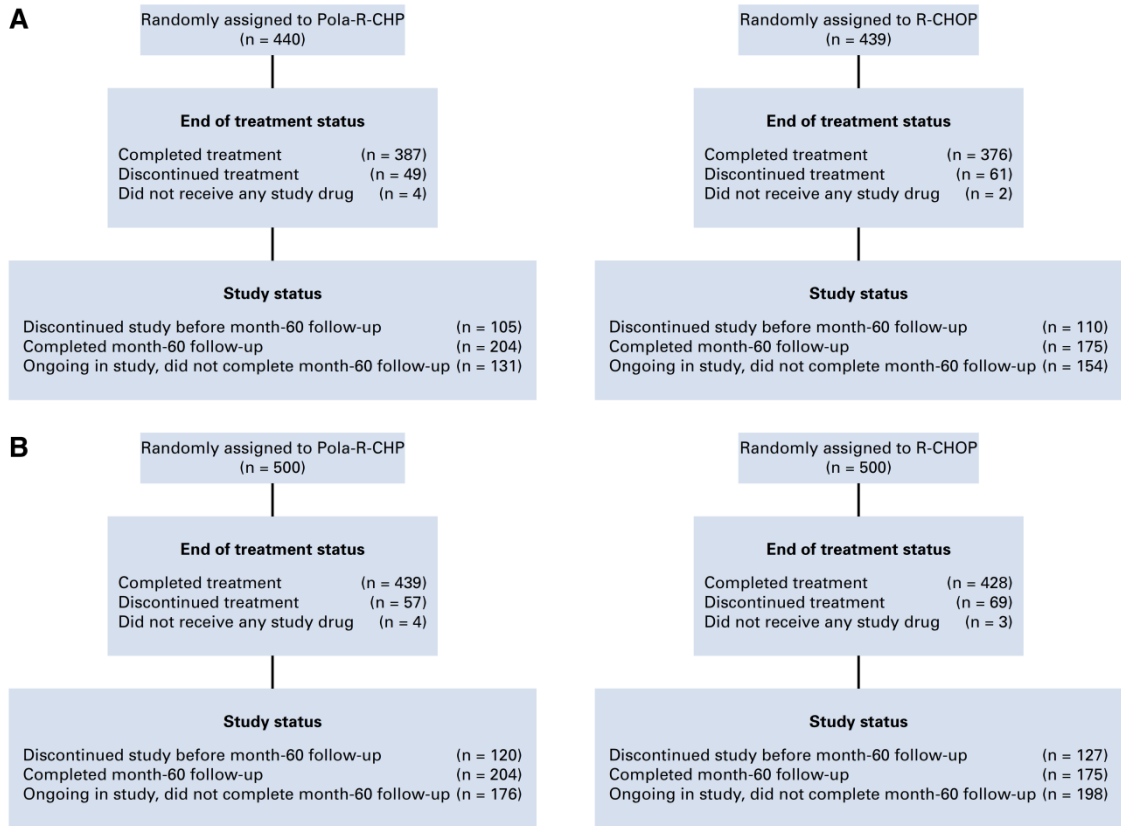 A
Randomly assigned to Pola-R-CHP
(n = 440)
End of treatment status
Completed treatment (n = 387)
Discontinued treatment (n = 49)
Did not receive any study drug (n = 4)
Study status
Discontinued study before month-60 follow-up (n = 105)
Completed month-60 follow-up (n = 204)
Ongoing in study, did not complete month-60 follow-up (n = 131)
Randomly assigned to R-CHOP
(n = 439)
End of treatment status
Completed treatment (n = 376)
Discontinued treatment (n = 61)
Did not receive any study drug (n = 2)
Study status
Discontinued study before month-60 follow-up (n = 110)
Completed month-60 follow-up (n = 175)
Ongoing in study, did not complete month-60 follow-up (n = 154)
B
Randomly assigned to Pola-R-CHP
(n = 500)
End of treatment status
Completed treatment (n = 439)
Discontinued treatment (n = 57)
Did not receive any study drug (n = 4)
Study status
Discontinued study before month-60 follow-up (n = 120)
Completed month-60 follow-up (n = 204)
Ongoing in study, did not complete month-60 follow-up (n = 176)
Randomly assigned to R-CHOP
(n = 500)
End of treatment status
Completed treatment (n = 428)
Discontinued treatment (n = 69)
Did not receive any study drug (n = 3)
Study status
Discontinued study before month-60 follow-up (n = 127)
Completed month-60 follow-up (n = 175)
Ongoing in study, did not complete month-60 follow-up (n = 198)